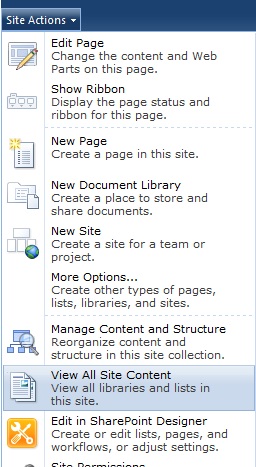 Site Actions
Edit Page
Change the content and Web
Parts on this page.
Show Ribbon
Display the page status and
ribbon for this page.
New Page
Create a page in this site.
New Document Library
Create a place to store and
share documents.
New Site
Create a site for a team or
project.
More Options...
Create other types of pages,
lists, libraries, and sites.
Manage Content and Structure
Reorganize content and
structure in this site collection.
View All Site Content
View all libraries and lists in
this site.
Edit in SharePoint Designer
Create or edit lists, pages, and
workflows, or adjust settings.
Site Permissions